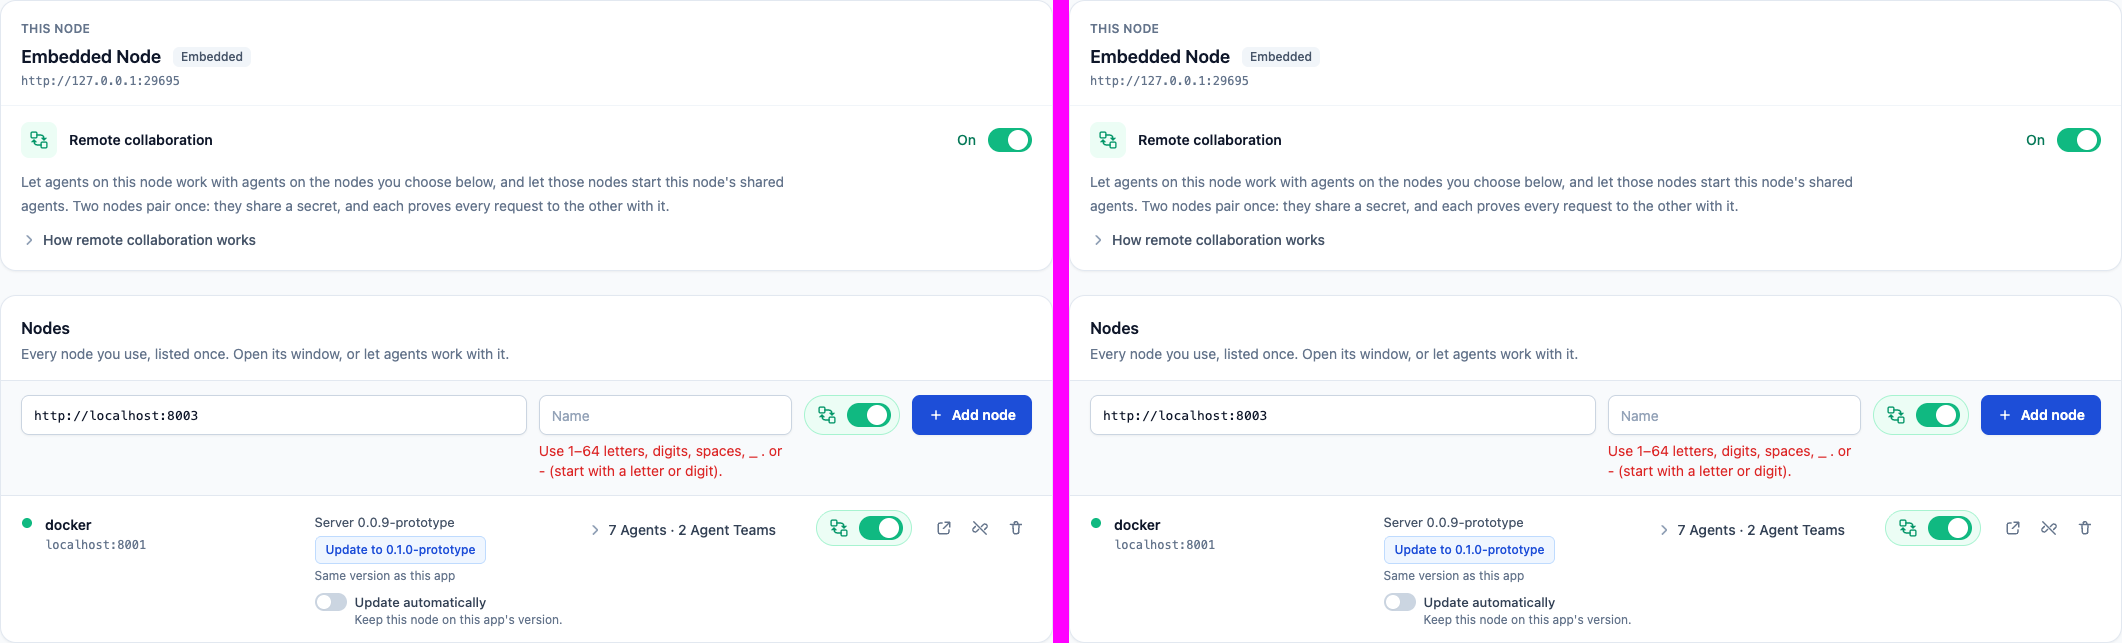 THIS NODE
Embedded Node Embedded
http://127.0.0.1:29695
Remote collaboration On
Let agents on this node work with agents on the nodes you choose below, and let those nodes start this node's shared
agents. Two nodes pair once: they share a secret, and each proves every request to the other with it.
How remote collaboration works
Nodes
Every node you use, listed once. Open its window, or let agents work with it.
http://localhost:8003 Name + Add node
Use 1–64 letters, digits, spaces, _ . or
- (start with a letter or digit).
docker
localhost:8001
Server 0.0.9-prototype
Update to 0.1.0-prototype
Same version as this app
Update automatically
Keep this node on this app's version.
7 Agents · 2 Agent Teams
THIS NODE
Embedded Node Embedded
http://127.0.0.1:29695
Remote collaboration On
Let agents on this node work with agents on the nodes you choose below, and let those nodes start this node's shared
agents. Two nodes pair once: they share a secret, and each proves every request to the other with it.
How remote collaboration works
Nodes
Every node you use, listed once. Open its window, or let agents work with it.
http://localhost:8003 Name + Add node
Use 1–64 letters, digits, spaces, _ . or
- (start with a letter or digit).
docker
localhost:8001
Server 0.0.9-prototype
Update to 0.1.0-prototype
Same version as this app
Update automatically
Keep this node on this app's version.
7 Agents · 2 Agent Teams